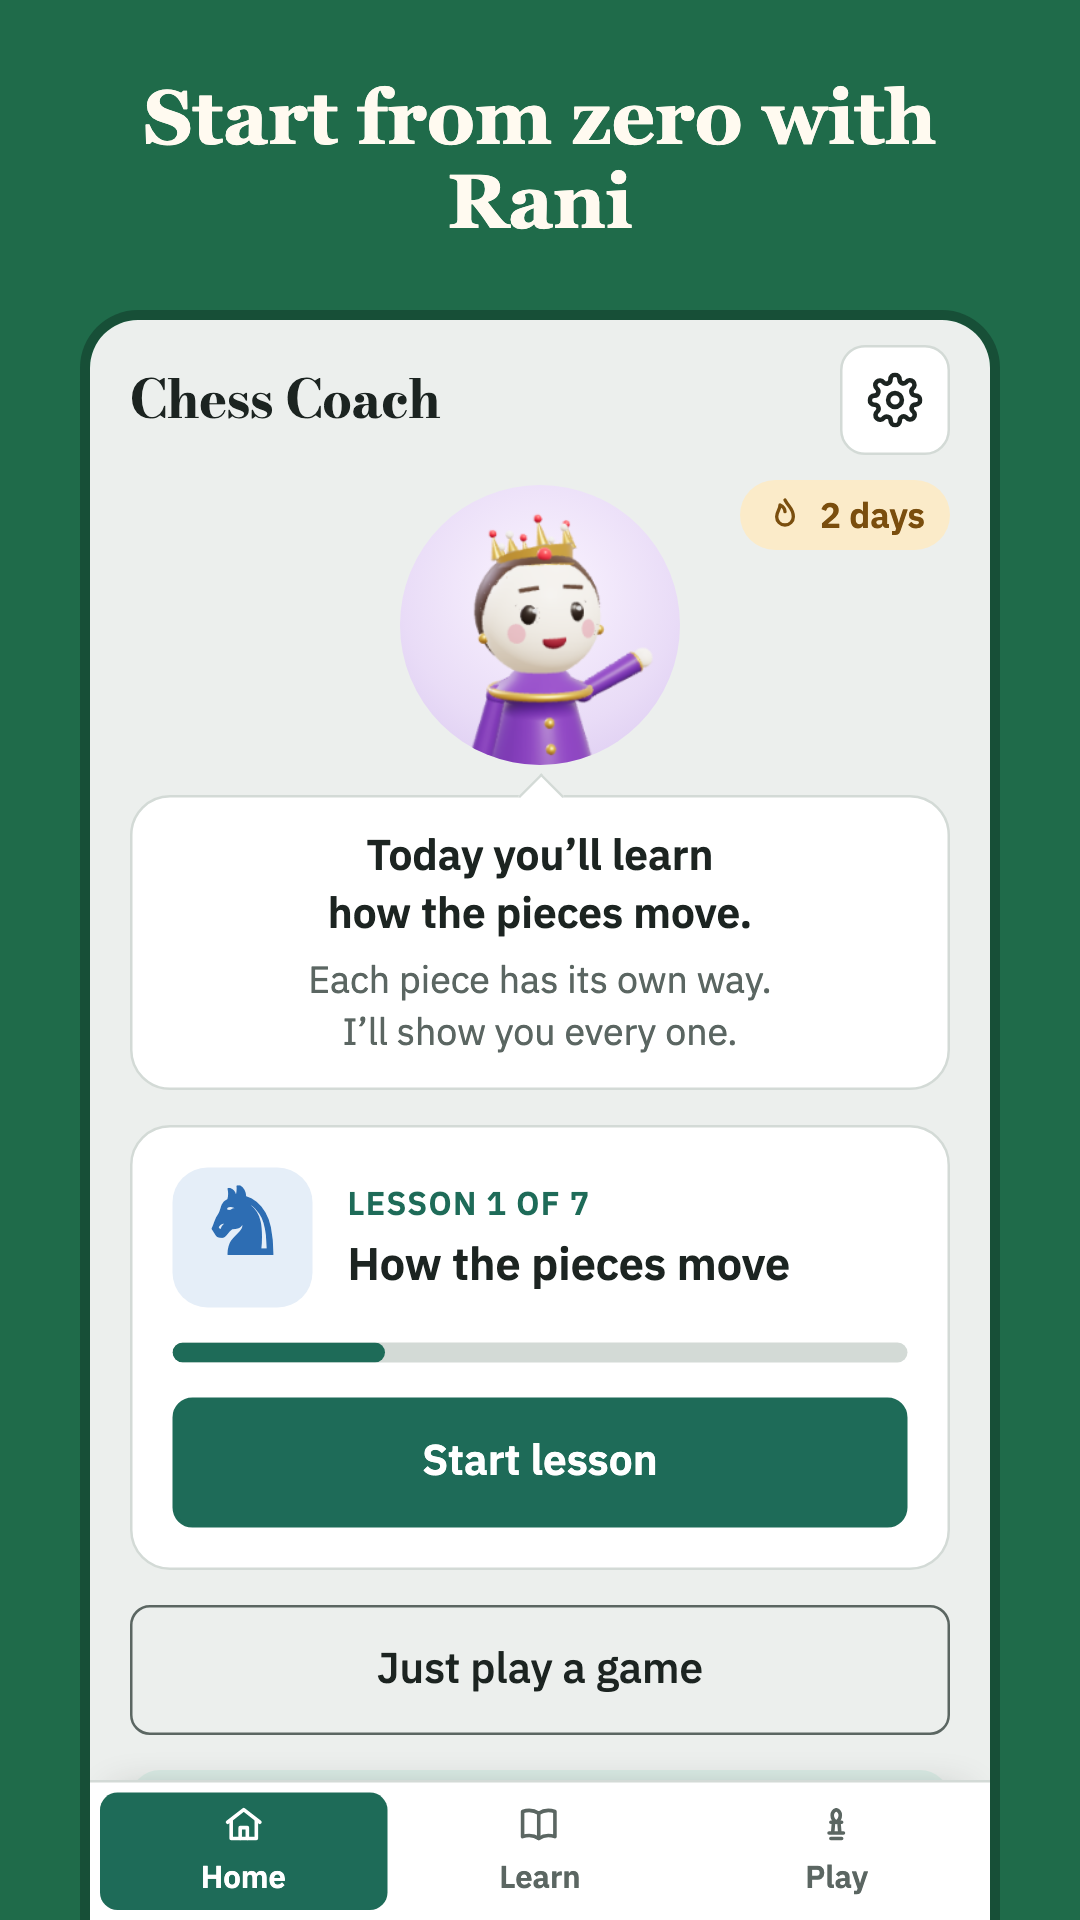 Start from zero with
Rani
Chess Coach
2 days
Today you’ll learn
how the pieces move.
Each piece has its own way.
I’ll show you every one.
LESSON 1 OF 7
How the pieces move
Start lesson
Just play a game
Home
Learn
Play